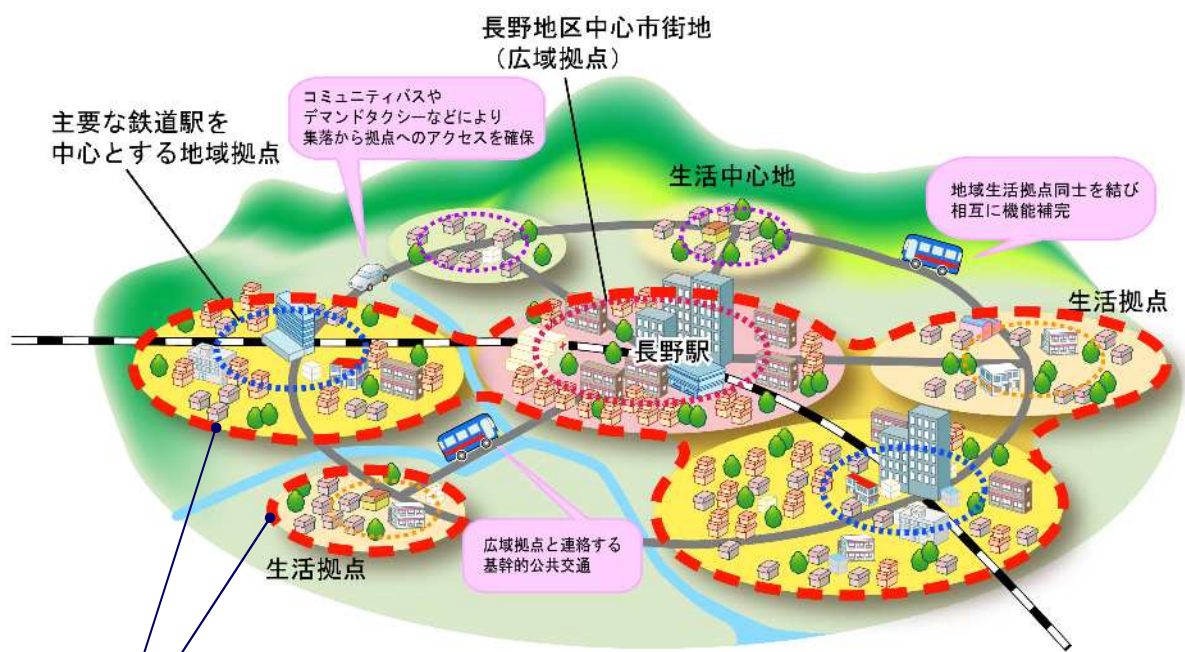 長野地区中心市街地
（広域拠点）
コミュニティバスや
デマンドタクシーなどにより
集落から拠点へのアクセスを確保
主要な鉄道駅を
中心とする地域拠点
生活中心地
地域生活拠点同士を結び
相互に機能補完
生活拠点
長野駅
広域拠点と連絡する
基幹的公共交通
生活拠点